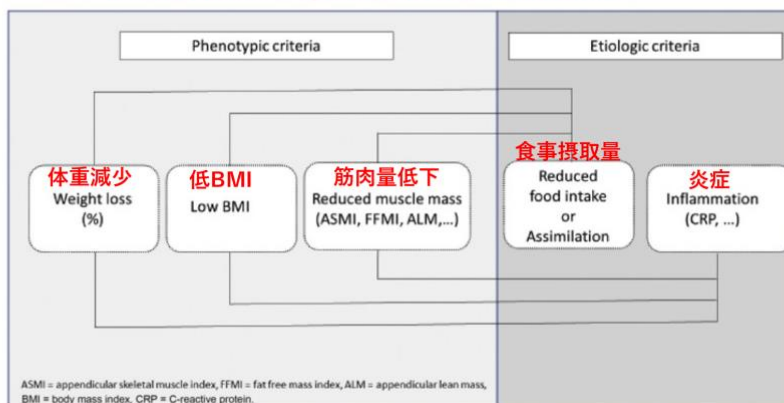 Phenotypic criteria
Etiologic criteria
体重減少
Weight loss
(%)
低BMI
Low BMI
筋肉量低下
Reduced muscle mass
(ASMI, FFMI, ALM,...)
食事摂取量
Reduced
food intake
or
Assimilation
炎症
Inflammation
(CRP, ...)
ASMI = appendicular skeletal muscle index, FFMI = fat free mass index, ALM = appendicular lean mass,
BMI = body mass index, CRP = C-reactive protein.